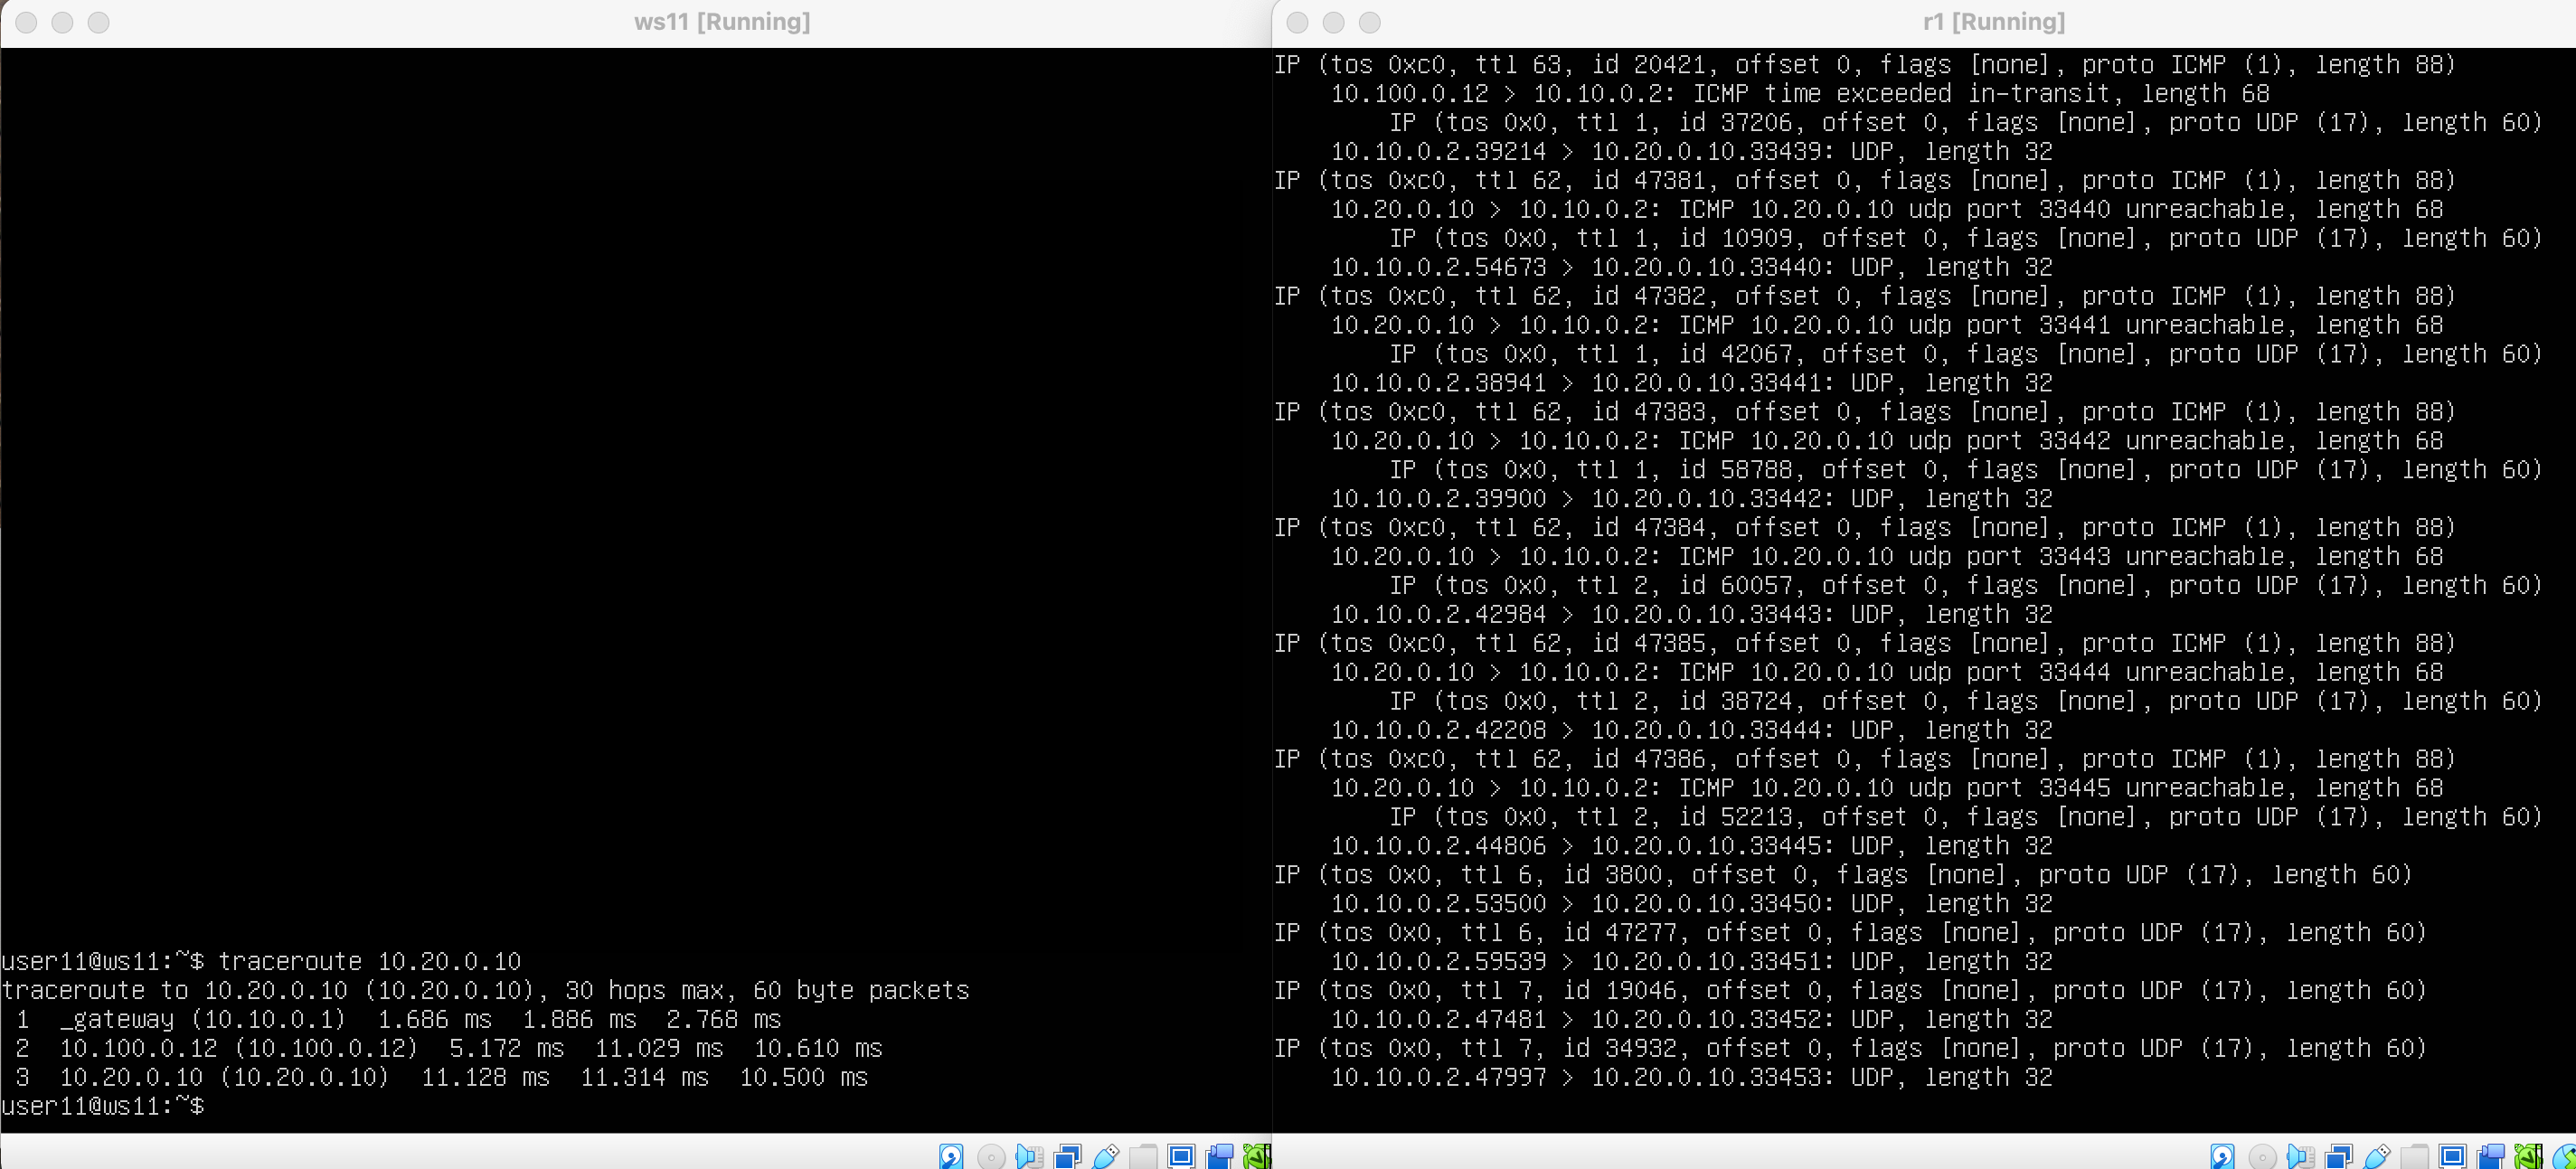 ws11 [Running]
user11@ws11:~$ traceroute 10.20.0.10
traceroute to 10.20.0.10 (10.20.0.10), 30 hops max, 60 byte packets
 1  _gateway (10.10.0.1)  1.686 ms  1.886 ms  2.768 ms
 2  10.100.0.12 (10.100.0.12)  5.172 ms  11.029 ms  10.610 ms
 3  10.20.0.10 (10.20.0.10)  11.128 ms  11.314 ms  10.500 ms
user11@ws11:~$
r1 [Running]
IP (tos 0xc0, ttl 63, id 20421, offset 0, flags [none], proto ICMP (1), length 88)
    10.100.0.12 > 10.10.0.2: ICMP time exceeded in-transit, length 68
        IP (tos 0x0, ttl 1, id 37206, offset 0, flags [none], proto UDP (17), length 60)
    10.10.0.2.39214 > 10.20.0.10.33439: UDP, length 32
IP (tos 0xc0, ttl 62, id 47381, offset 0, flags [none], proto ICMP (1), length 88)
    10.20.0.10 > 10.10.0.2: ICMP 10.20.0.10 udp port 33440 unreachable, length 68
        IP (tos 0x0, ttl 1, id 10909, offset 0, flags [none], proto UDP (17), length 60)
    10.10.0.2.54673 > 10.20.0.10.33440: UDP, length 32
IP (tos 0xc0, ttl 62, id 47382, offset 0, flags [none], proto ICMP (1), length 88)
    10.20.0.10 > 10.10.0.2: ICMP 10.20.0.10 udp port 33441 unreachable, length 68
        IP (tos 0x0, ttl 1, id 42067, offset 0, flags [none], proto UDP (17), length 60)
    10.10.0.2.38941 > 10.20.0.10.33441: UDP, length 32
IP (tos 0xc0, ttl 62, id 47383, offset 0, flags [none], proto ICMP (1), length 88)
    10.20.0.10 > 10.10.0.2: ICMP 10.20.0.10 udp port 33442 unreachable, length 68
        IP (tos 0x0, ttl 1, id 58788, offset 0, flags [none], proto UDP (17), length 60)
    10.10.0.2.39900 > 10.20.0.10.33442: UDP, length 32
IP (tos 0xc0, ttl 62, id 47384, offset 0, flags [none], proto ICMP (1), length 88)
    10.20.0.10 > 10.10.0.2: ICMP 10.20.0.10 udp port 33443 unreachable, length 68
        IP (tos 0x0, ttl 2, id 60057, offset 0, flags [none], proto UDP (17), length 60)
    10.10.0.2.42984 > 10.20.0.10.33443: UDP, length 32
IP (tos 0xc0, ttl 62, id 47385, offset 0, flags [none], proto ICMP (1), length 88)
    10.20.0.10 > 10.10.0.2: ICMP 10.20.0.10 udp port 33444 unreachable, length 68
        IP (tos 0x0, ttl 2, id 38724, offset 0, flags [none], proto UDP (17), length 60)
    10.10.0.2.42208 > 10.20.0.10.33444: UDP, length 32
IP (tos 0xc0, ttl 62, id 47386, offset 0, flags [none], proto ICMP (1), length 88)
    10.20.0.10 > 10.10.0.2: ICMP 10.20.0.10 udp port 33445 unreachable, length 68
        IP (tos 0x0, ttl 2, id 52213, offset 0, flags [none], proto UDP (17), length 60)
    10.10.0.2.44806 > 10.20.0.10.33445: UDP, length 32
IP (tos 0x0, ttl 6, id 3800, offset 0, flags [none], proto UDP (17), length 60)
    10.10.0.2.53500 > 10.20.0.10.33450: UDP, length 32
IP (tos 0x0, ttl 6, id 47277, offset 0, flags [none], proto UDP (17), length 60)
    10.10.0.2.59539 > 10.20.0.10.33451: UDP, length 32
IP (tos 0x0, ttl 7, id 19046, offset 0, flags [none], proto UDP (17), length 60)
    10.10.0.2.47481 > 10.20.0.10.33452: UDP, length 32
IP (tos 0x0, ttl 7, id 34932, offset 0, flags [none], proto UDP (17), length 60)
    10.10.0.2.47997 > 10.20.0.10.33453: UDP, length 32